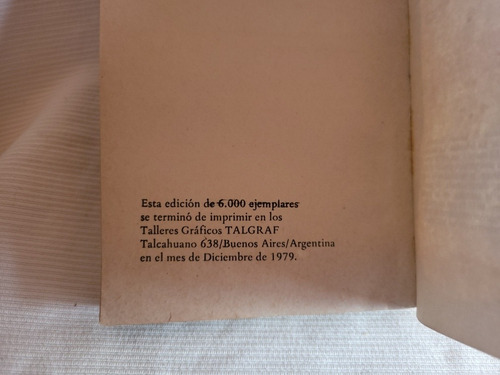 Esta edición de 6.000 ejemplares
se terminó de imprimir en los
Talleres Gráficos TALGRAF
Talcahuano 638/Buenos Aires/Argentina
en el mes de Diciembre de 1979.